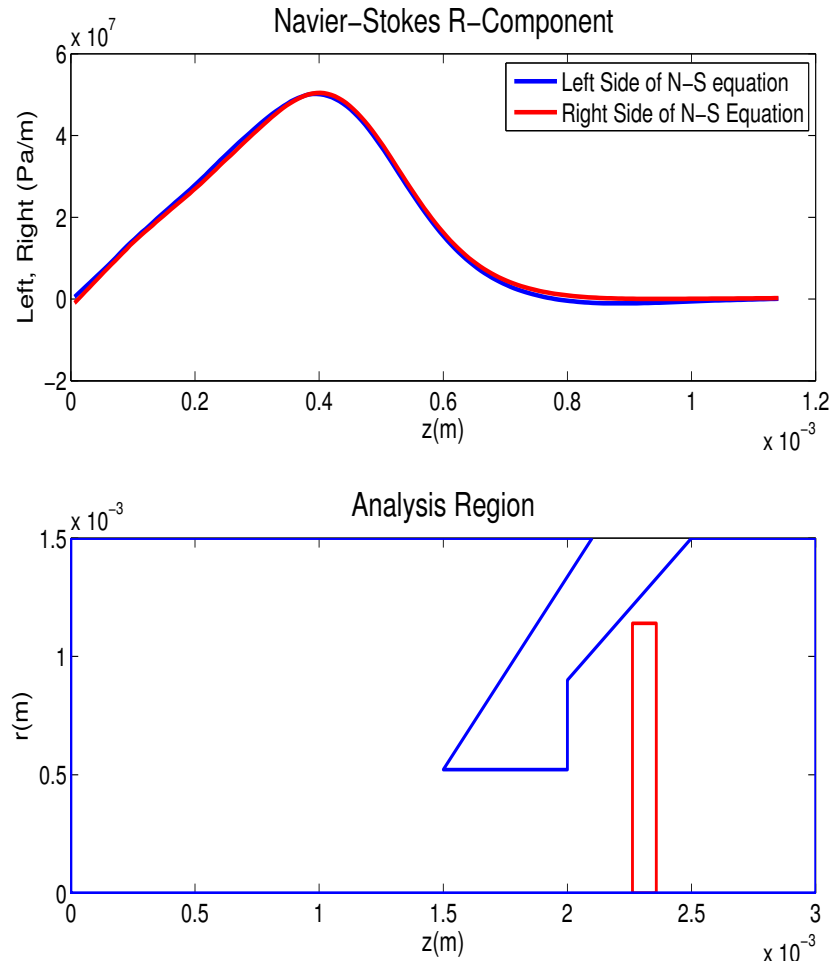 Navier−Stokes R−Component
x 10^7
6
4
2
0
−2
Left, Right (Pa/m)
Left Side of N−S equation
Right Side of N−S Equation
0 0.2 0.4 0.6 0.8 1 1.2
z(m)
x 10^−3
Analysis Region
x 10^−3
1.5
1
0.5
0
r(m)
0 0.5 1 1.5 2 2.5 3
z(m)
x 10^−3